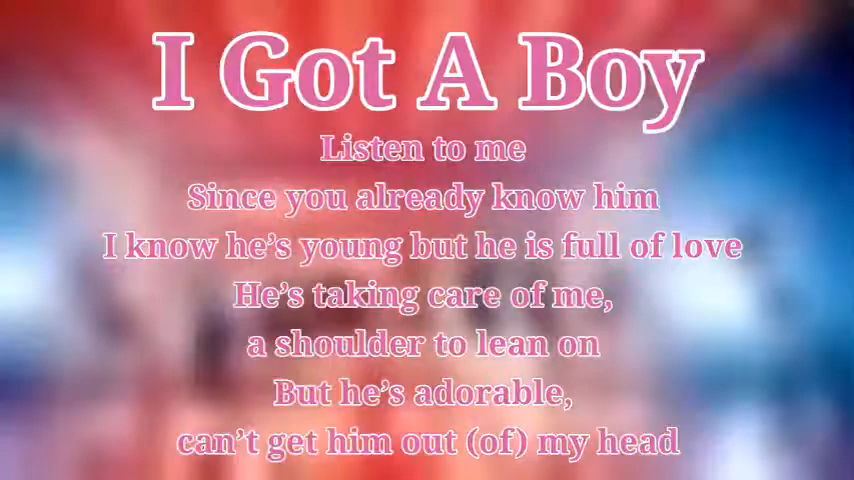 I Got A Boy
Listen to me
Since you already know him
I know he's young but he is full of love
He's taking care of me,
a shoulder to lean on
But he's adorable,
can't get him out (of) my head